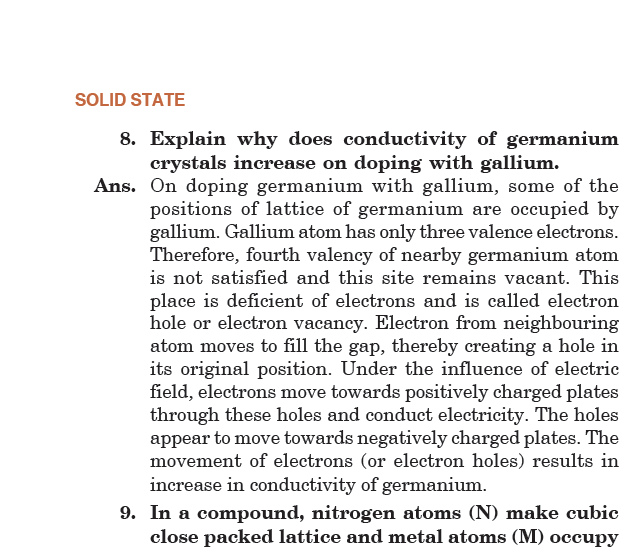 SOLID STATE
8. Explain why does conductivity of germanium
crystals increase on doping with gallium.
Ans. On doping germanium with gallium, some of the
positions of lattice of germanium are occupied by
gallium. Gallium atom has only three valence electrons.
Therefore, fourth valency of nearby germanium atom
is not satisfied and this site remains vacant. This
place is deficient of electrons and is called electron
hole or electron vacancy. Electron from neighbouring
atom moves to fill the gap, thereby creating a hole in
its original position. Under the influence of electric
field, electrons move towards positively charged plates
through these holes and conduct electricity. The holes
appear to move towards negatively charged plates. The
movement of electrons (or electron holes) results in
increase in conductivity of germanium.
9. In a compound, nitrogen atoms (N) make cubic
close packed lattice and metal atoms (M) occupy